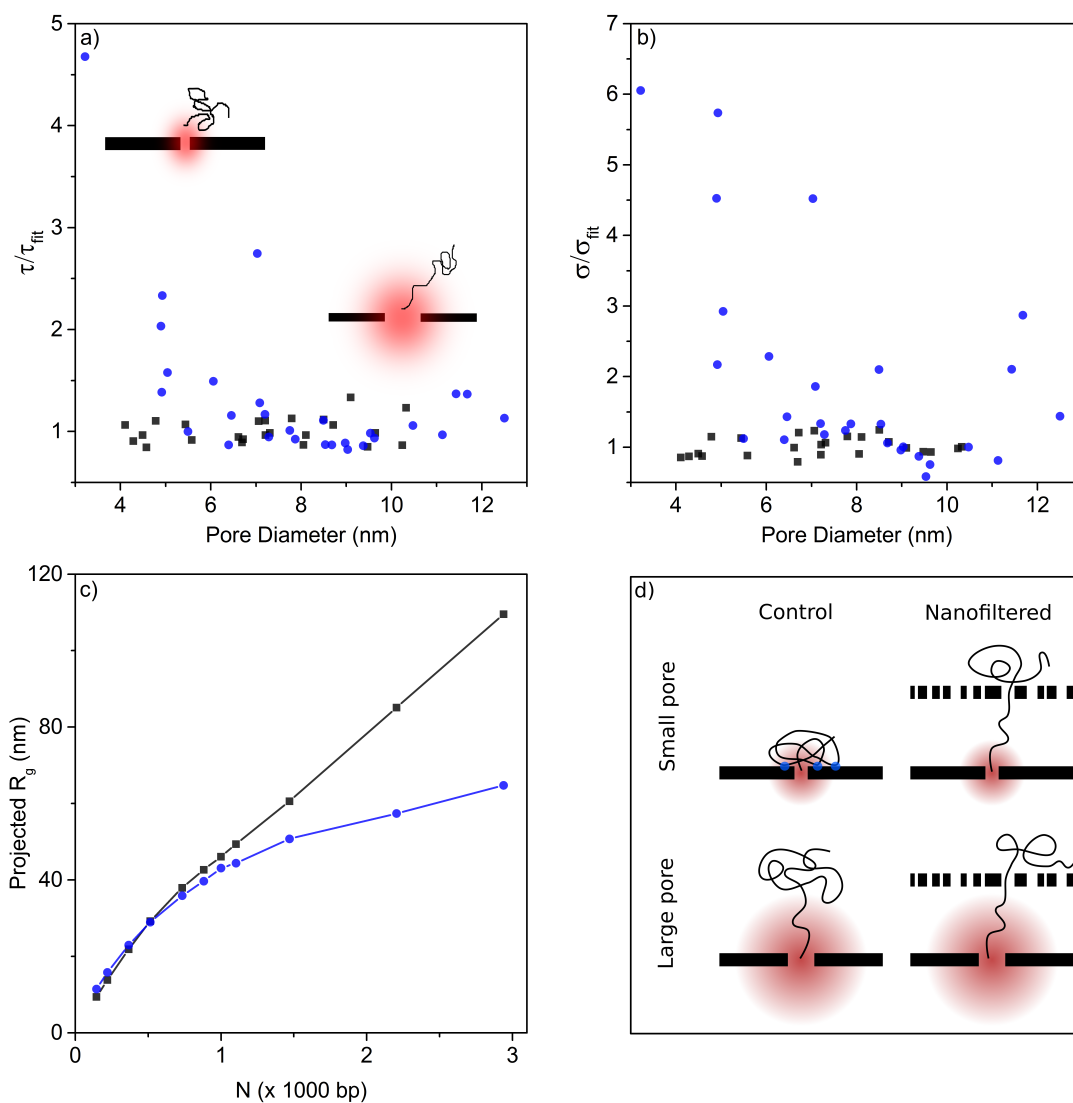 a)
5
4
3
2
1
τ/τfit
4 6 8 10 12
Pore Diameter (nm)
b)
7
6
5
4
3
2
1
σ/σfit
4 6 8 10 12
Pore Diameter (nm)
c)
120
80
40
0
Projected Rg (nm)
0 1 2 3
N (x 1000 bp)
d)
Control Nanofiltered
Small pore
Large pore